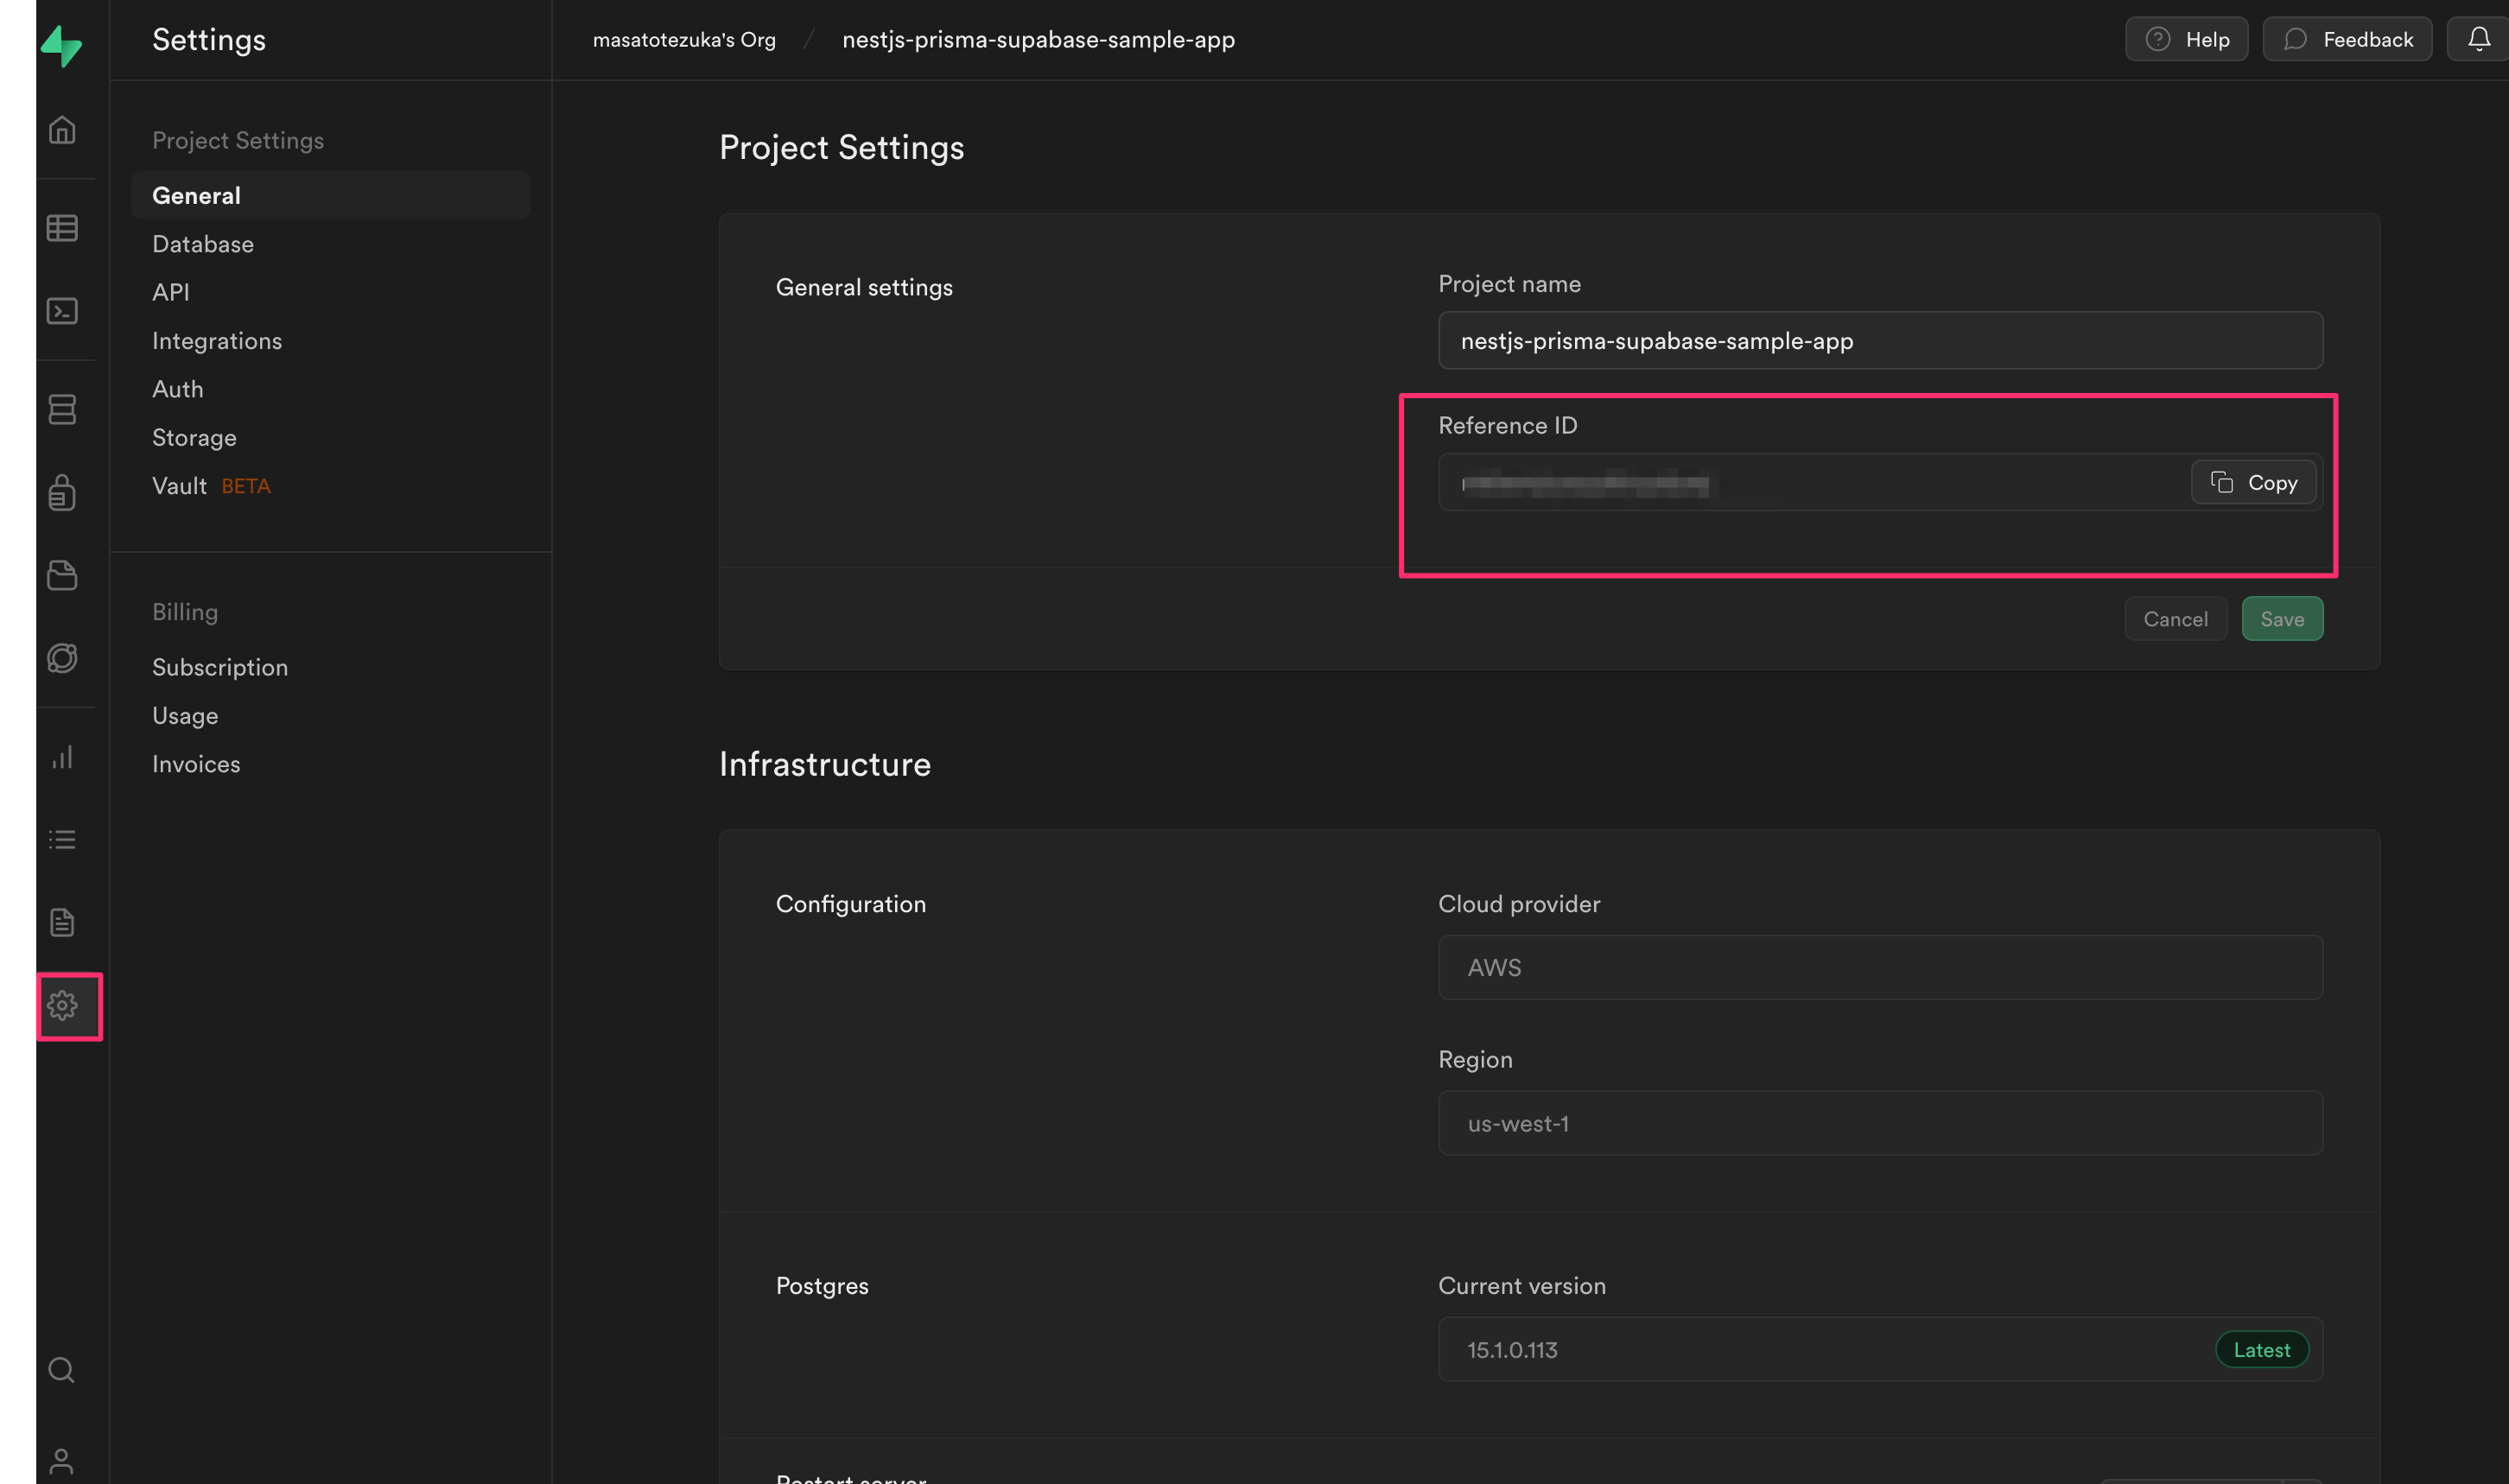 Settings
masatotezuka's Org / nestjs-prisma-supabase-sample-app
Help
Feedback
Project Settings
General
Database
API
Integrations
Auth
Storage
Vault BETA
Billing
Subscription
Usage
Invoices
Project Settings
General settings
Project name
nestjs-prisma-supabase-sample-app
Reference ID
Copy
Cancel
Save
Infrastructure
Configuration
Cloud provider
AWS
Region
us-west-1
Postgres
Current version
15.1.0.113
Latest
Restart server